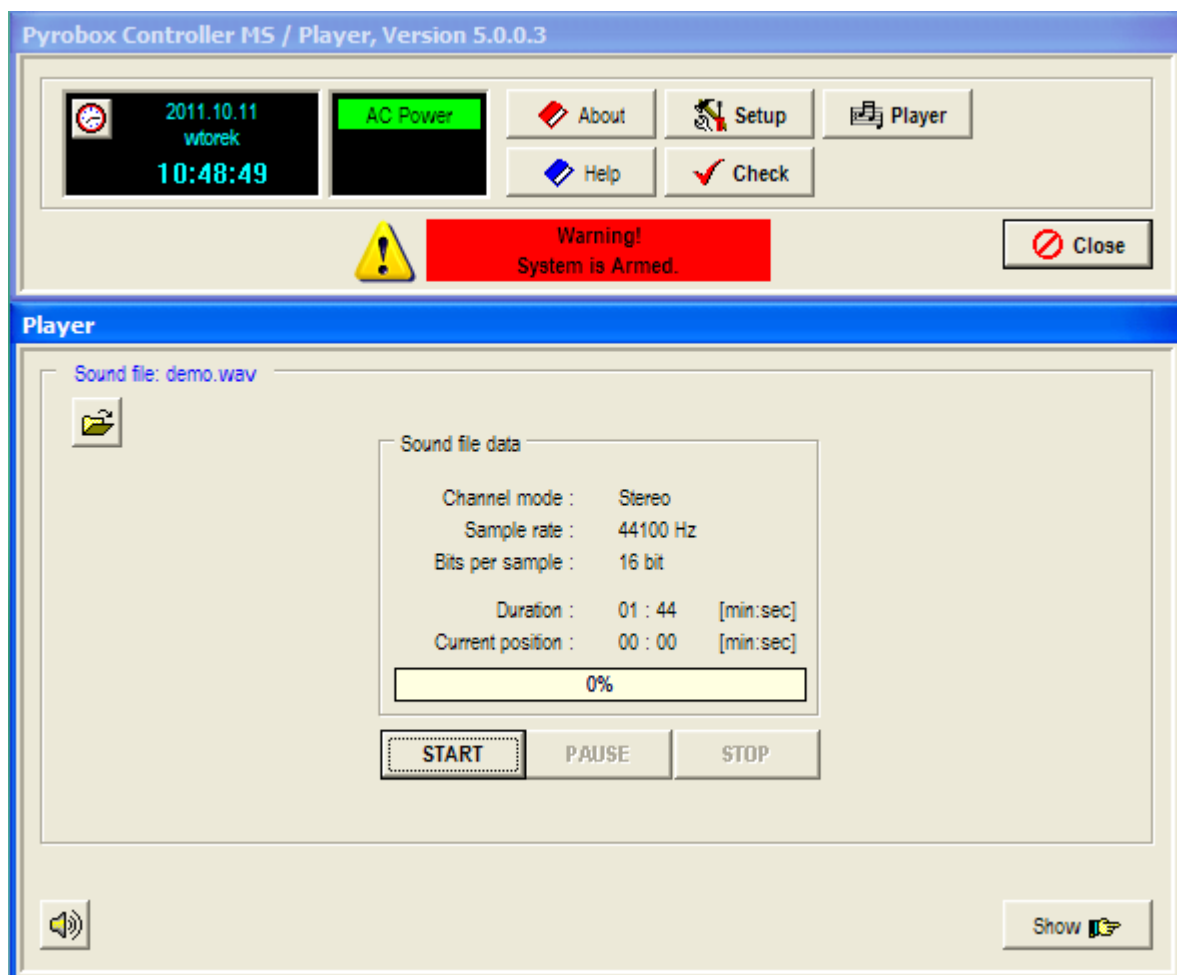 Pyrobox Controller MS / Player, Version 5.0.0.3
2011.10.11
wtorek
10:48:49
AC Power
About
Setup
Player
Help
Check
Warning!
System is Armed.
Close
Player
Sound file: demo.wav
Sound file data
Channel mode : Stereo
Sample rate : 44100 Hz
Bits per sample : 16 bit
Duration : 01 : 44 [min:sec]
Current position : 00 : 00 [min:sec]
0%
START
PAUSE
STOP
Show